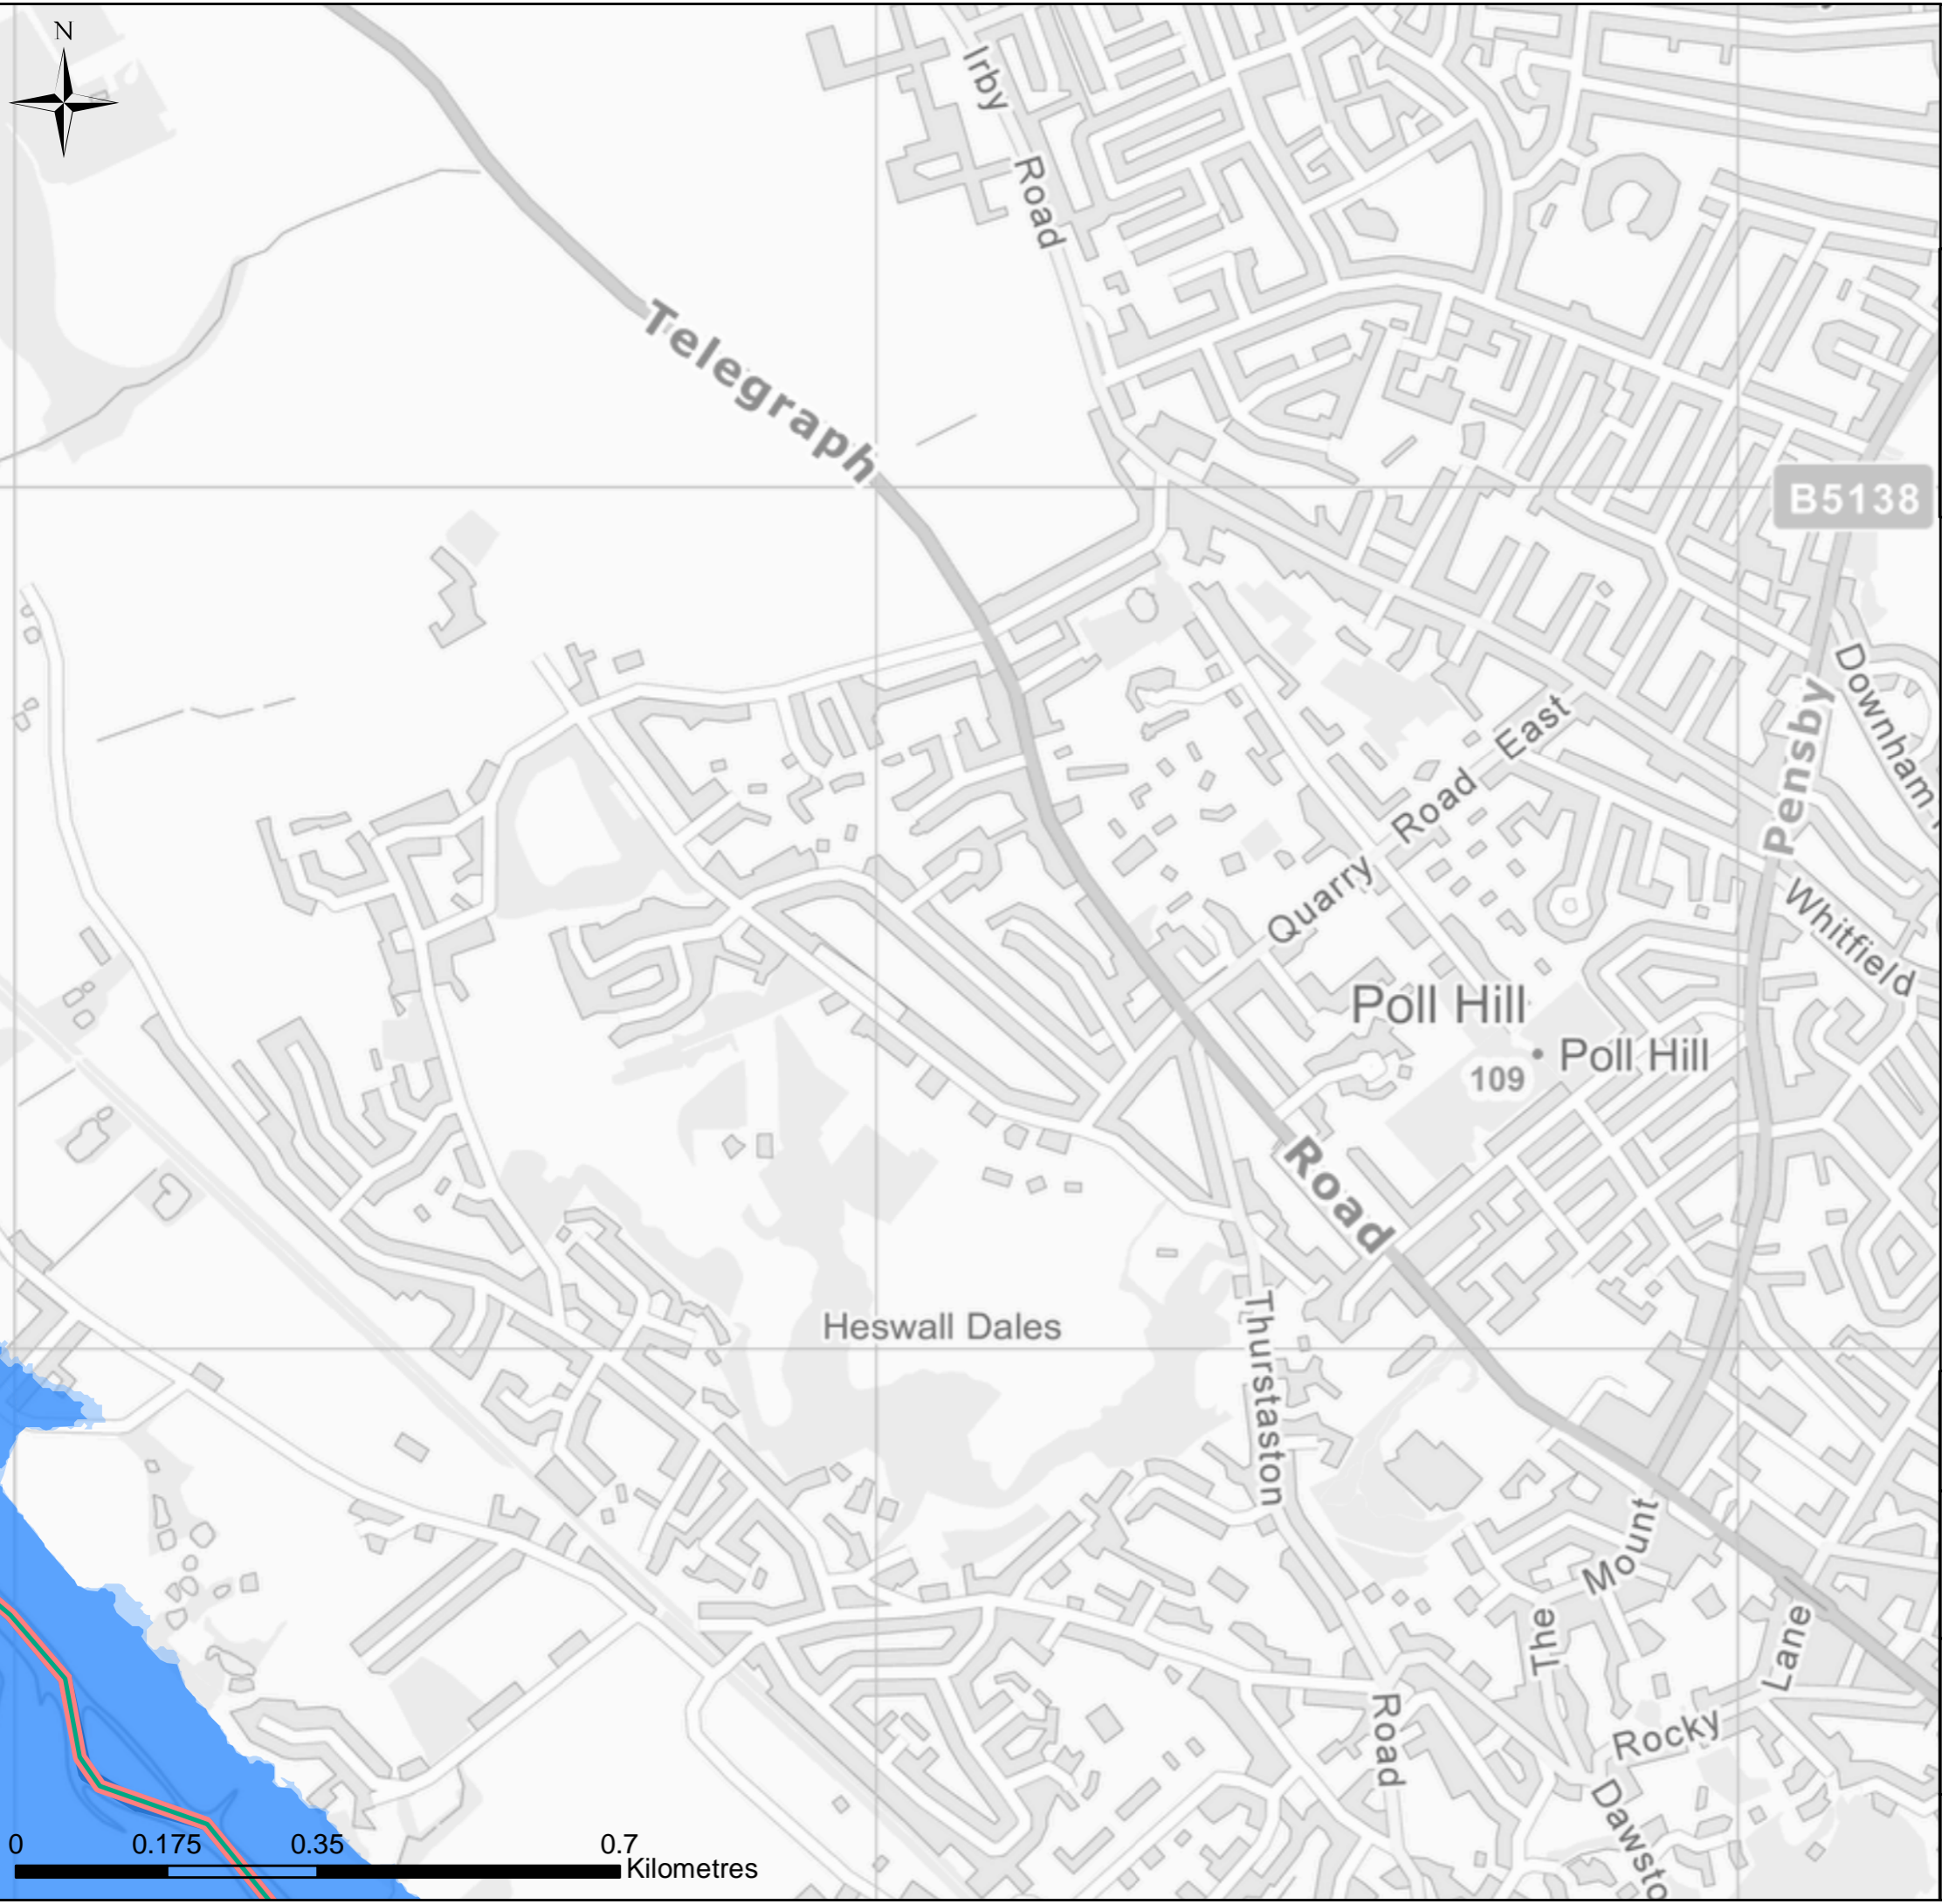 N
Irby
Road
Telegraph
B5138
Downham
East
Road
Quarry
Pensby
Whitfield
Poll Hill
Poll Hill
109
Road
Heswall Dales
Thurstaston
Mount
The
Lane
Rocky
Road
Dawsto
0 0.175 0.35 0.7
Kilometres